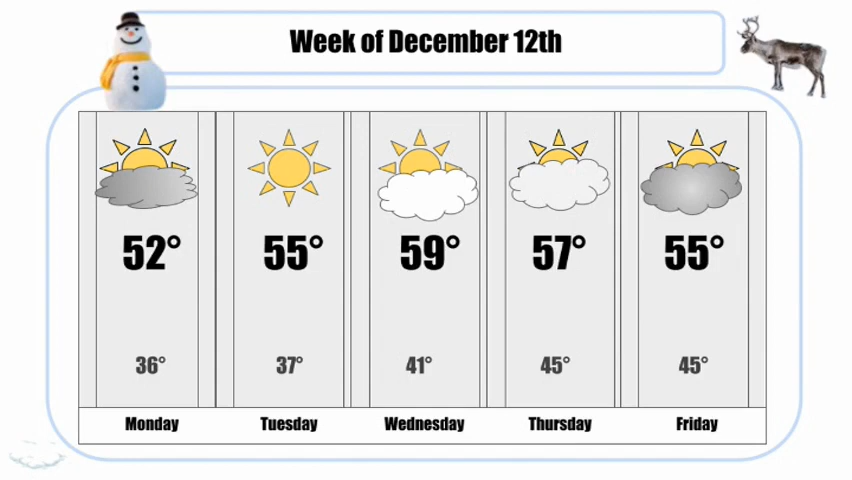 Week of December 12th
52° 55° 59° 57° 55°
36° 37° 41° 45° 45°
Monday Tuesday Wednesday Thursday Friday